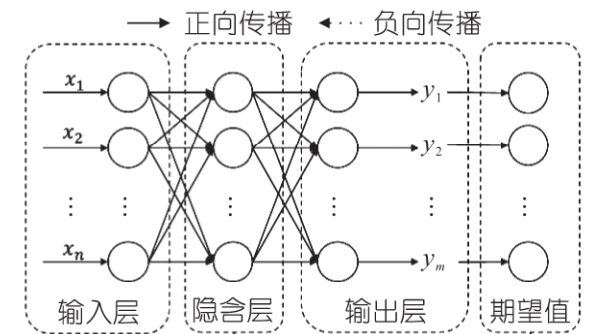 正向传播 负向传播
x₁ y₁
x₂ y₂
xₙ yₘ
输入层 隐含层 输出层 期望值